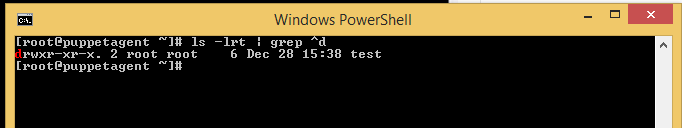 Windows PowerShell
[root@puppetagent ~]# ls -lrt | grep ^d
drwxr-xr-x. 2 root root    6 Dec 28 15:38 test
[root@puppetagent ~]#